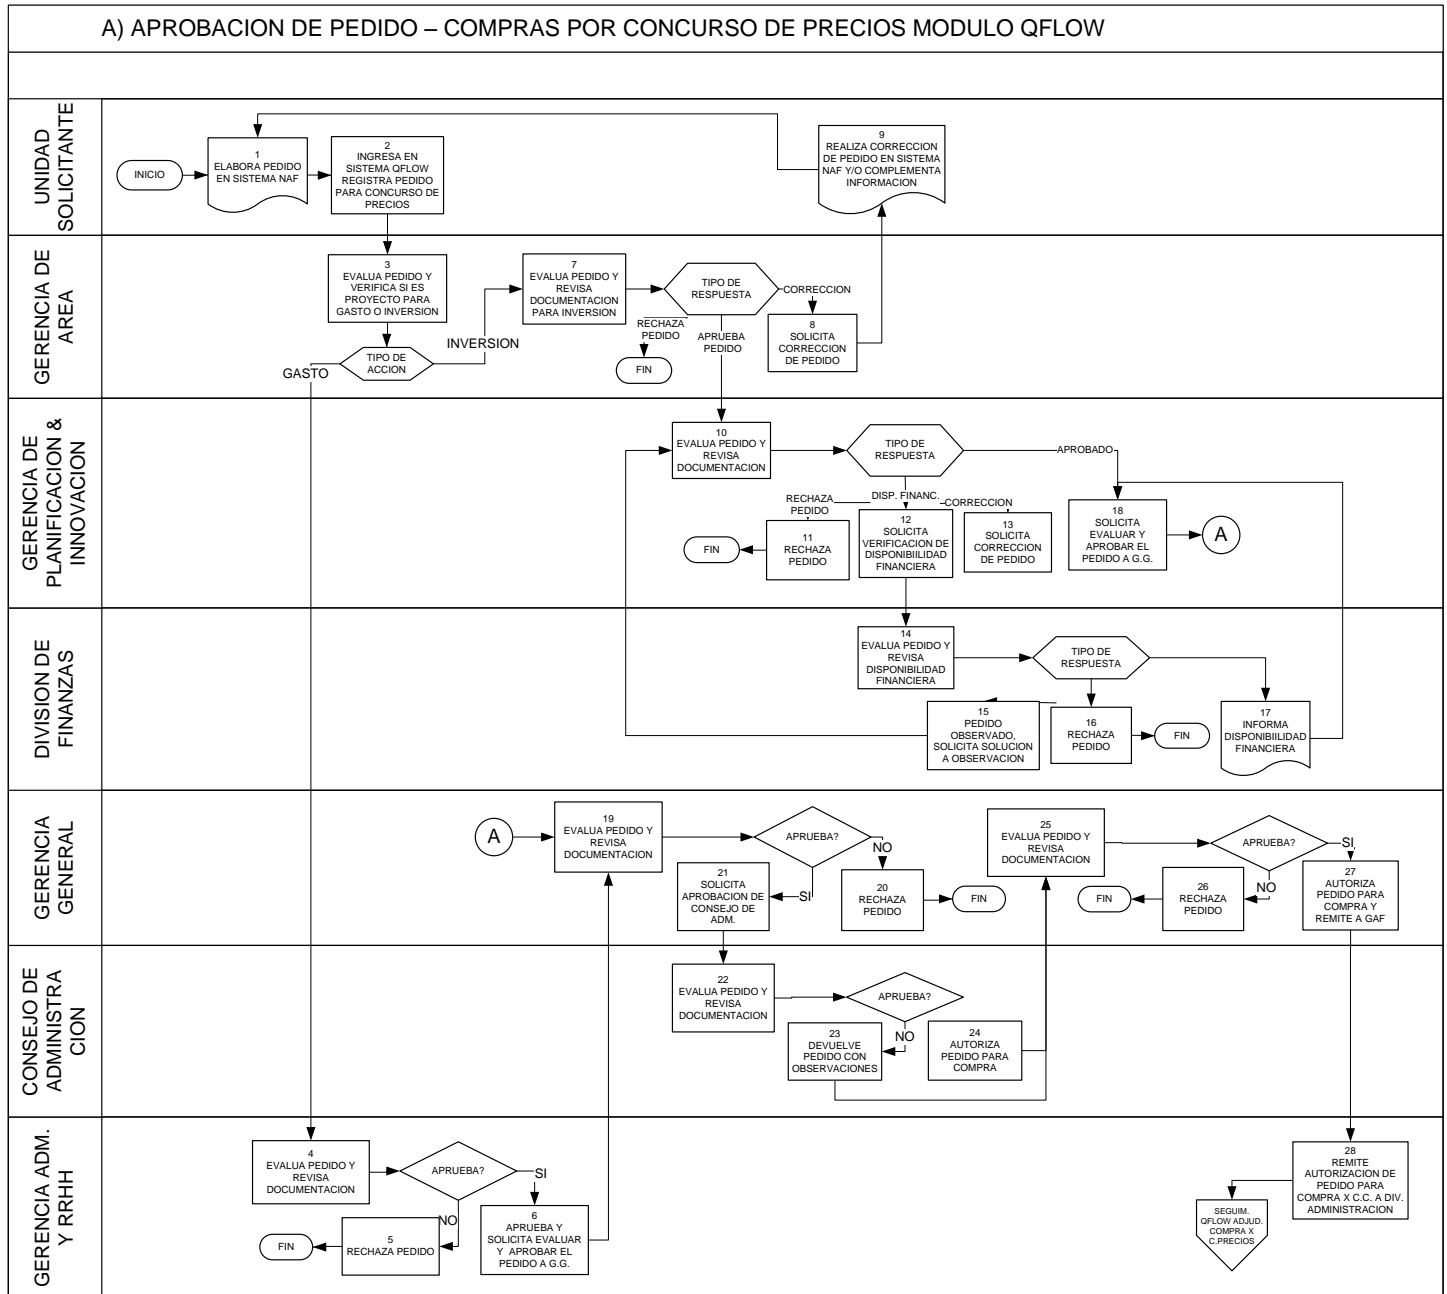 A) APROBACION DE PEDIDO – COMPRAS POR CONCURSO DE PRECIOS MODULO QFLOW
UNIDAD
SOLICITANTE
INICIO
1
ELABORA PEDIDO
EN SISTEMA NAF
2
INGRESA EN
SISTEMA QFLOW
REGISTRA PEDIDO
PARA CONCURSO DE
PRECIOS
9
REALIZA CORRECCION
DE PEDIDO EN SISTEMA
NAF Y/O COMPLEMENTA
INFORMACION
GERENCIA DE
AREA
3
EVALUA PEDIDO Y
VERIFICA SI ES
PROYECTO PARA
GASTO O INVERSION
TIPO DE
ACCION
GASTO
INVERSION
7
EVALUA PEDIDO Y
REVISA
DOCUMENTACION
PARA INVERSION
TIPO DE
RESPUESTA
RECHAZA
PEDIDO
FIN
APRUEBA
PEDIDO
CORRECCION
8
SOLICITA
CORRECCION
DE PEDIDO
GERENCIA DE
PLANIFICACION &
INNOVACION
10
EVALUA PEDIDO Y
REVISA
DOCUMENTACION
TIPO DE
RESPUESTA
APROBADO
RECHAZA
PEDIDO
DISP. FINANC.
CORRECCION
FIN
11
RECHAZA
PEDIDO
12
SOLICITA
VERIFICACION DE
DISPONIBILIDAD
FINANCIERA
13
SOLICITA
CORRECCION
DE PEDIDO
18
SOLICITA
EVALUAR Y
APROBAR EL
PEDIDO A G.G.
A
DIVISION DE
FINANZAS
14
EVALUA PEDIDO Y
REVISA
DISPONIBILIDAD
FINANCIERA
TIPO DE
RESPUESTA
15
PEDIDO
OBSERVADO,
SOLICITA SOLUCION
A OBSERVACION
16
RECHAZA
PEDIDO
FIN
17
INFORMA
DISPONIBIILIDAD
FINANCIERA
GERENCIA
GENERAL
A
19
EVALUA PEDIDO Y
REVISA
DOCUMENTACION
APRUEBA?
NO
SI
21
SOLICITA
APROBACION DE
CONSEJO DE
ADM.
20
RECHAZA
PEDIDO
FIN
25
EVALUA PEDIDO Y
REVISA
DOCUMENTACION
APRUEBA?
SI
NO
FIN
26
RECHAZA
PEDIDO
27
AUTORIZA
PEDIDO PARA
COMPRA Y
REMITE A GAF
CONSEJO DE
ADMINISTRA
CION
22
EVALUA PEDIDO Y
REVISA
DOCUMENTACION
APRUEBA?
NO
23
DEVUELVE
PEDIDO CON
OBSERVACIONES
24
AUTORIZA
PEDIDO PARA
COMPRA
GERENCIA ADM.
Y RRHH
4
EVALUA PEDIDO Y
REVISA
DOCUMENTACION
APRUEBA?
SI
NO
FIN
5
RECHAZA PEDIDO
6
APRUEBA Y
SOLICITA EVALUAR
Y APROBAR EL
PEDIDO A G.G.
28
REMITE
AUTORIZACION DE
PEDIDO PARA
COMPRA X C.C. A DIV.
ADMINISTRACION
SEGUIM.
QFLOW ADJUD.
COMPRA X
C.PRECIOS